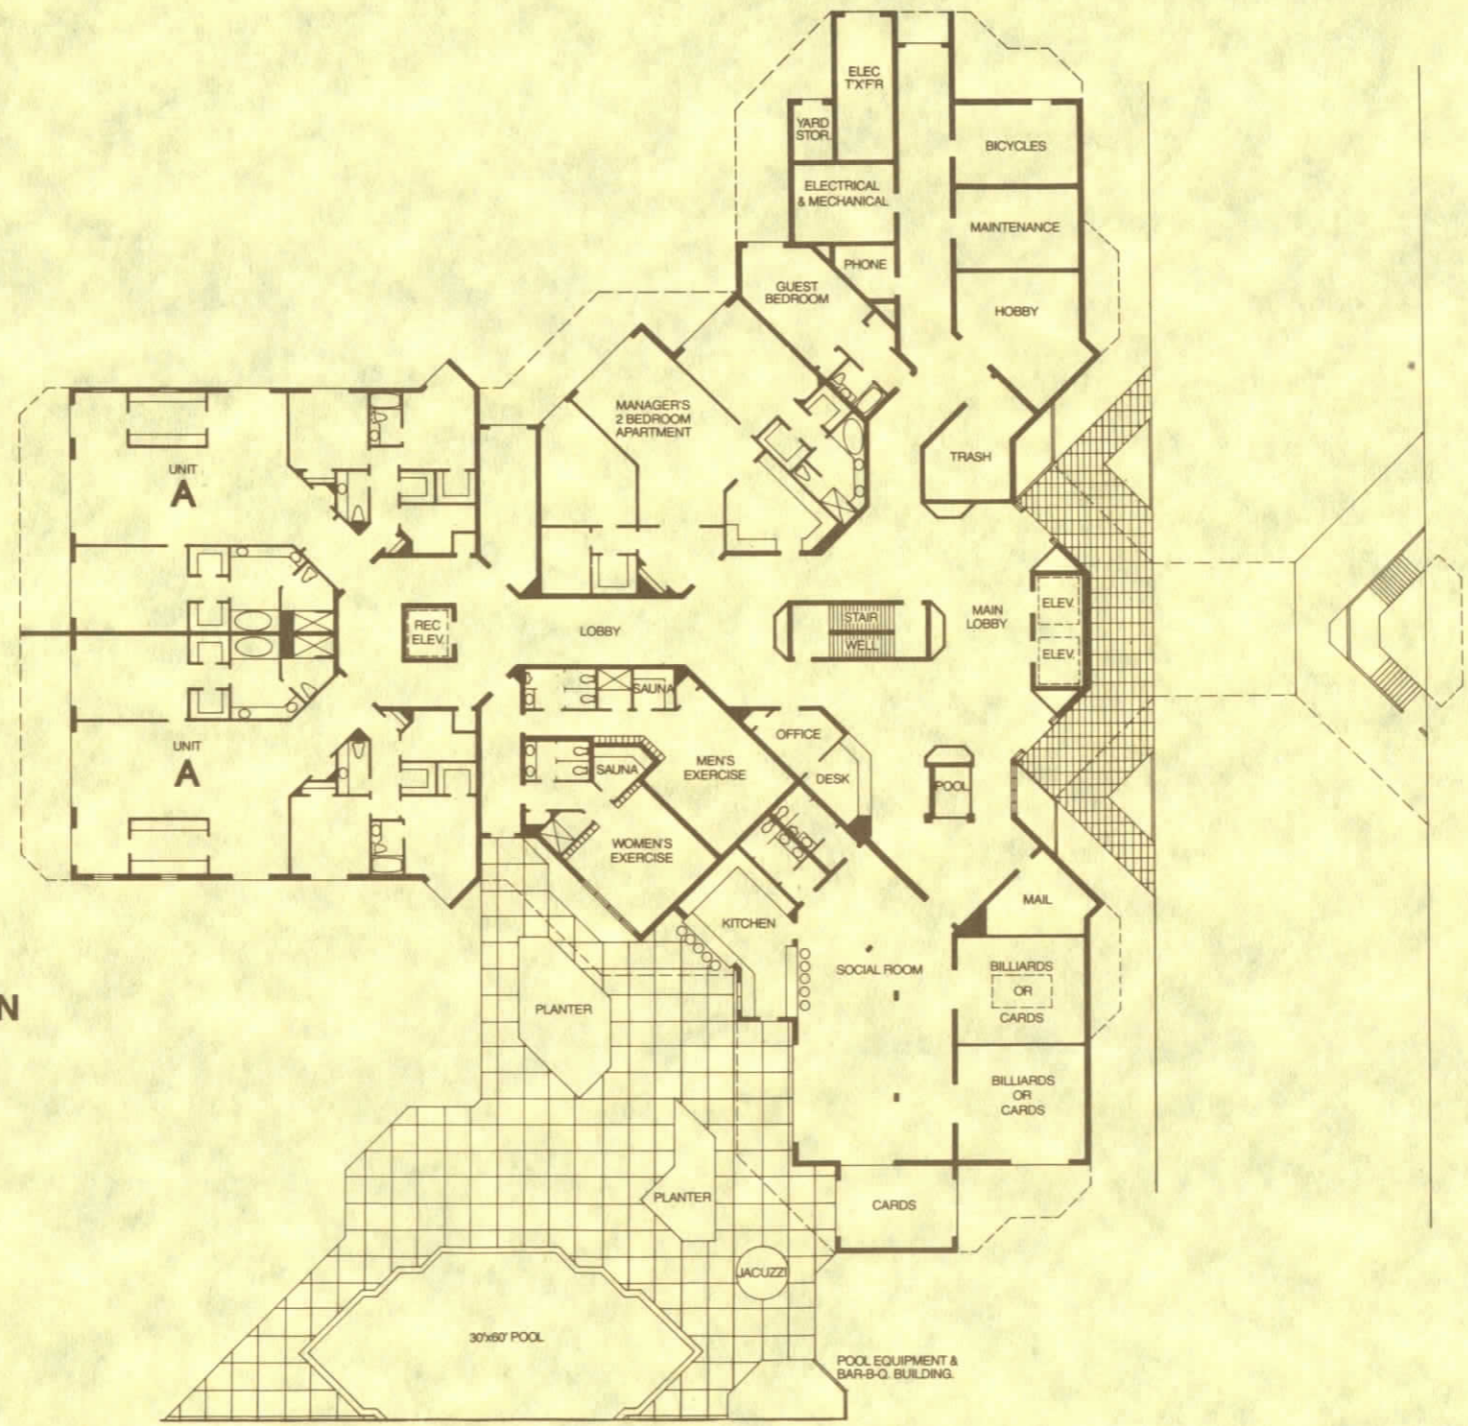 ELEC
T'X'F'R
YARD
STOR.
BICYCLES
ELECTRICAL
& MECHANICAL
MAINTENANCE
PHONE
GUEST
BEDROOM
HOBBY
MANAGER'S
2 BEDROOM
APARTMENT
TRASH
UNIT
A
ELEV.
MAIN
LOBBY
STAIR
WELL
REC
ELEV.
LOBBY
ELEV.
SAUNA
OFFICE
UNIT
A
MEN'S
EXERCISE
SAUNA
DESK
POOL
WOMEN'S
EXERCISE
MAIL
KITCHEN
SOCIAL ROOM
BILLIARDS
OR
CARDS
N
PLANTER
BILLIARDS
OR
CARDS
PLANTER
CARDS
JACUZZI
30'x60' POOL
POOL EQUIPMENT &
BAR-B-Q. BUILDING.